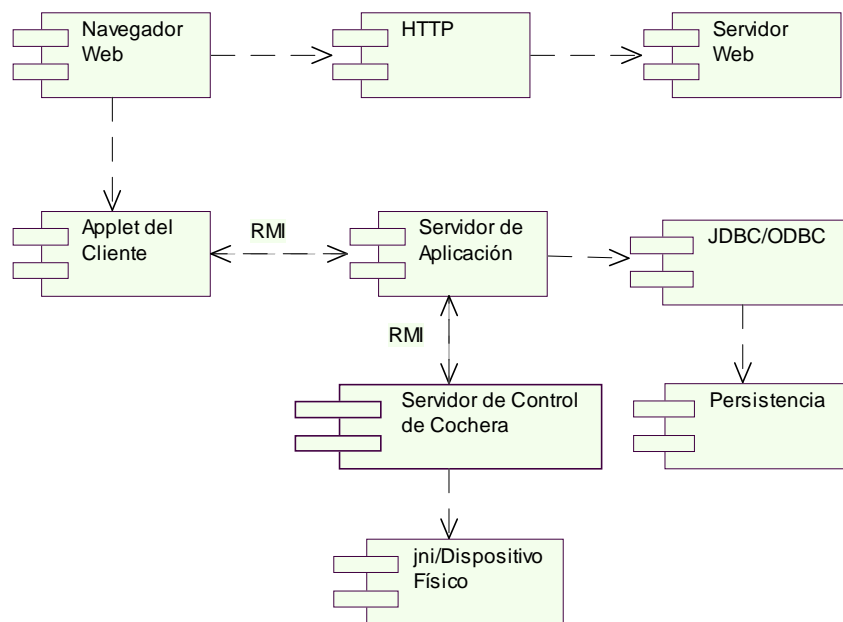 Navegador
Web
HTTP
Servidor
Web
Applet del
Cliente
RMI
Servidor de
Aplicación
JDBC/ODBC
RMI
Servidor de Control
de Cochera
Persistencia
jni/Dispositivo
Físico